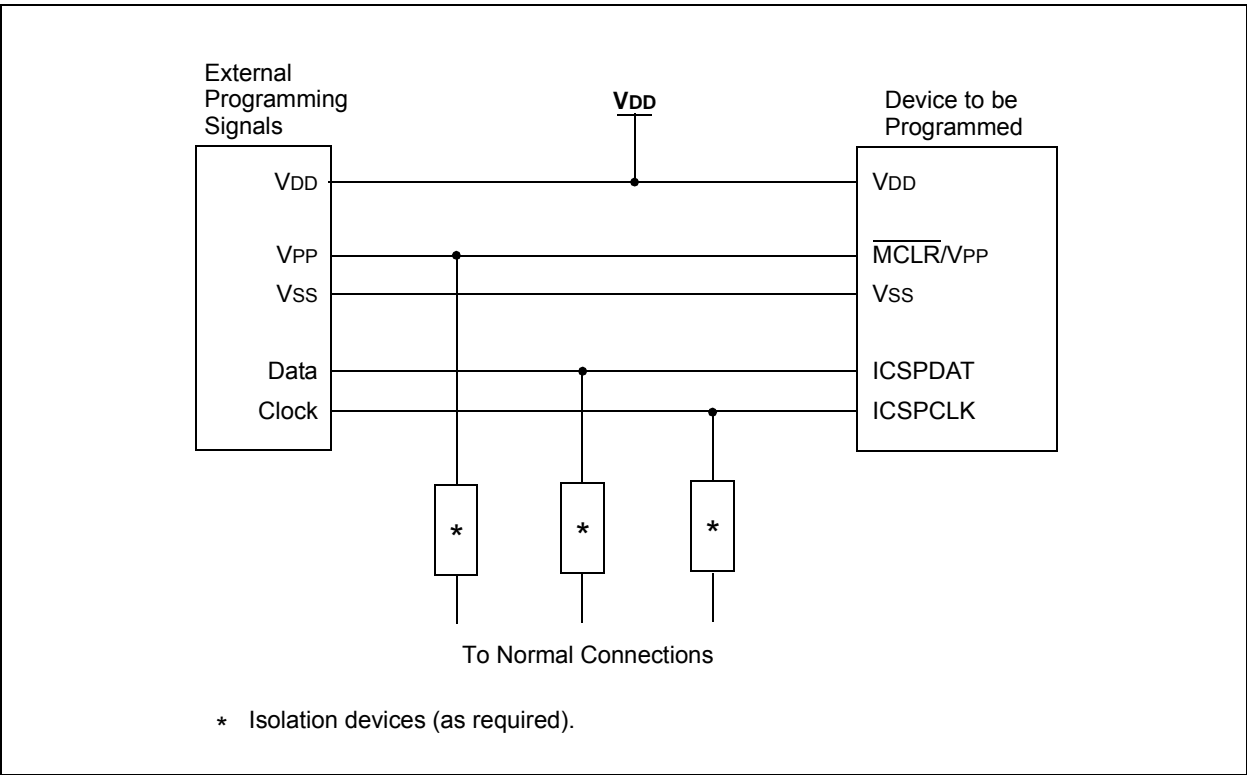 External
Programming
Signals
VDD
Device to be
Programmed
VDD
VDD
VPP
MCLR/VPP
VSS
VSS
Data
ICSPDAT
Clock
ICSPCLK
*
*
*
To Normal Connections
* Isolation devices (as required).